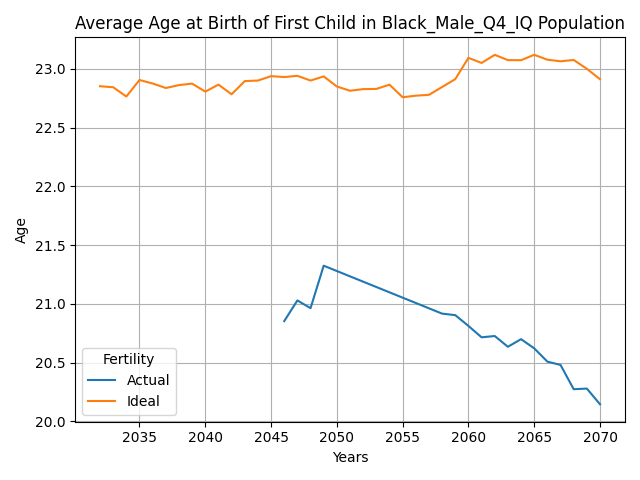 Average Age at Birth of First Child in Black_Male_Q4_IQ Population
Age
23.0
22.5
22.0
21.5
21.0
20.5
20.0
Fertility
Actual
Ideal
2035 2040 2045 2050 2055 2060 2065 2070
Years